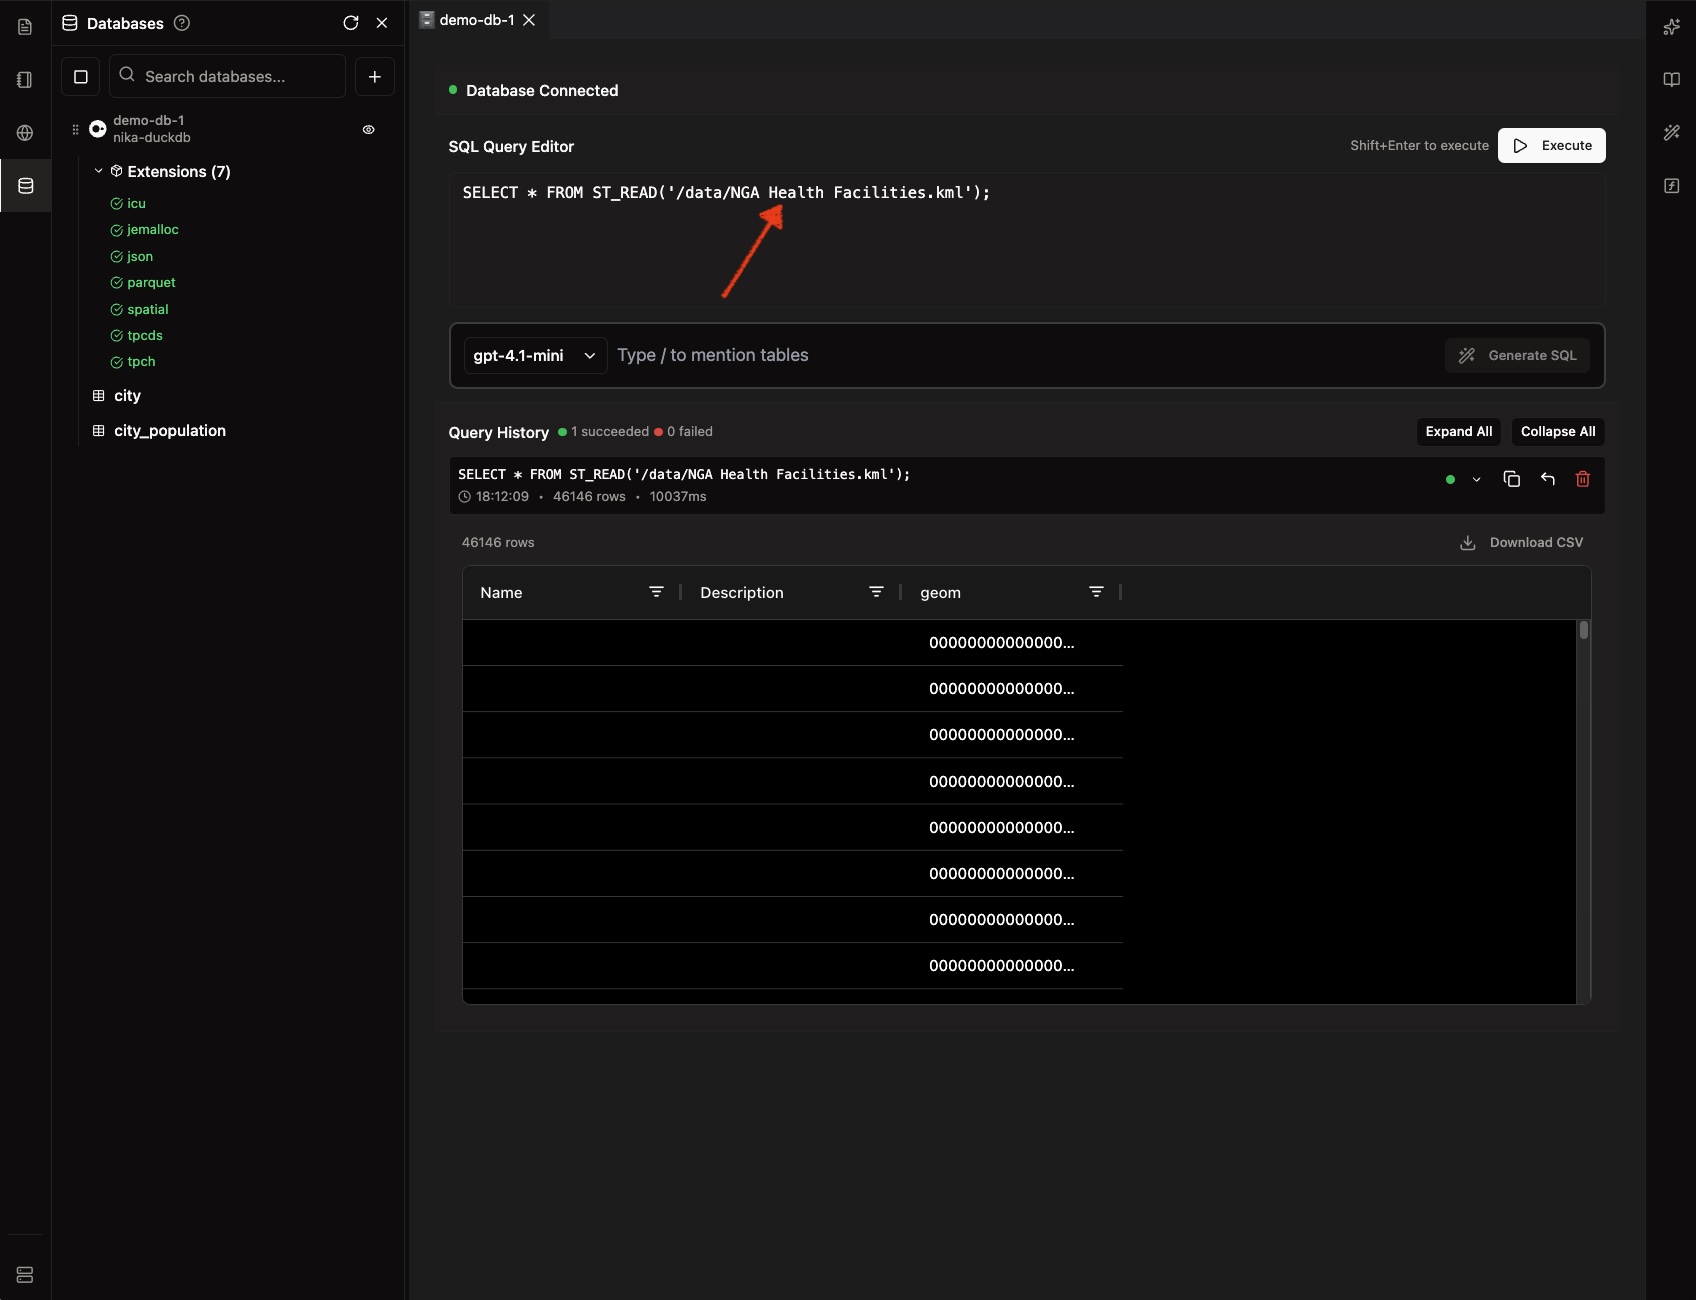 Databases
demo-db-1
Search databases...
demo-db-1
nika-duckdb
Extensions (7)
icu
jemalloc
json
parquet
spatial
tpcds
tpch
city
city_population
Database Connected
SQL Query Editor
Shift+Enter to execute
Execute
SELECT * FROM ST_READ('/data/NGA Health Facilities.kml');
gpt-4.1-mini
Type / to mention tables
Generate SQL
Query History
1 succeeded
0 failed
Expand All
Collapse All
SELECT * FROM ST_READ('/data/NGA Health Facilities.kml');
18:12:09 • 46146 rows • 10037ms
46146 rows
Download CSV
Name
Description
geom
00000000000000...
00000000000000...
00000000000000...
00000000000000...
00000000000000...
00000000000000...
00000000000000...
00000000000000...